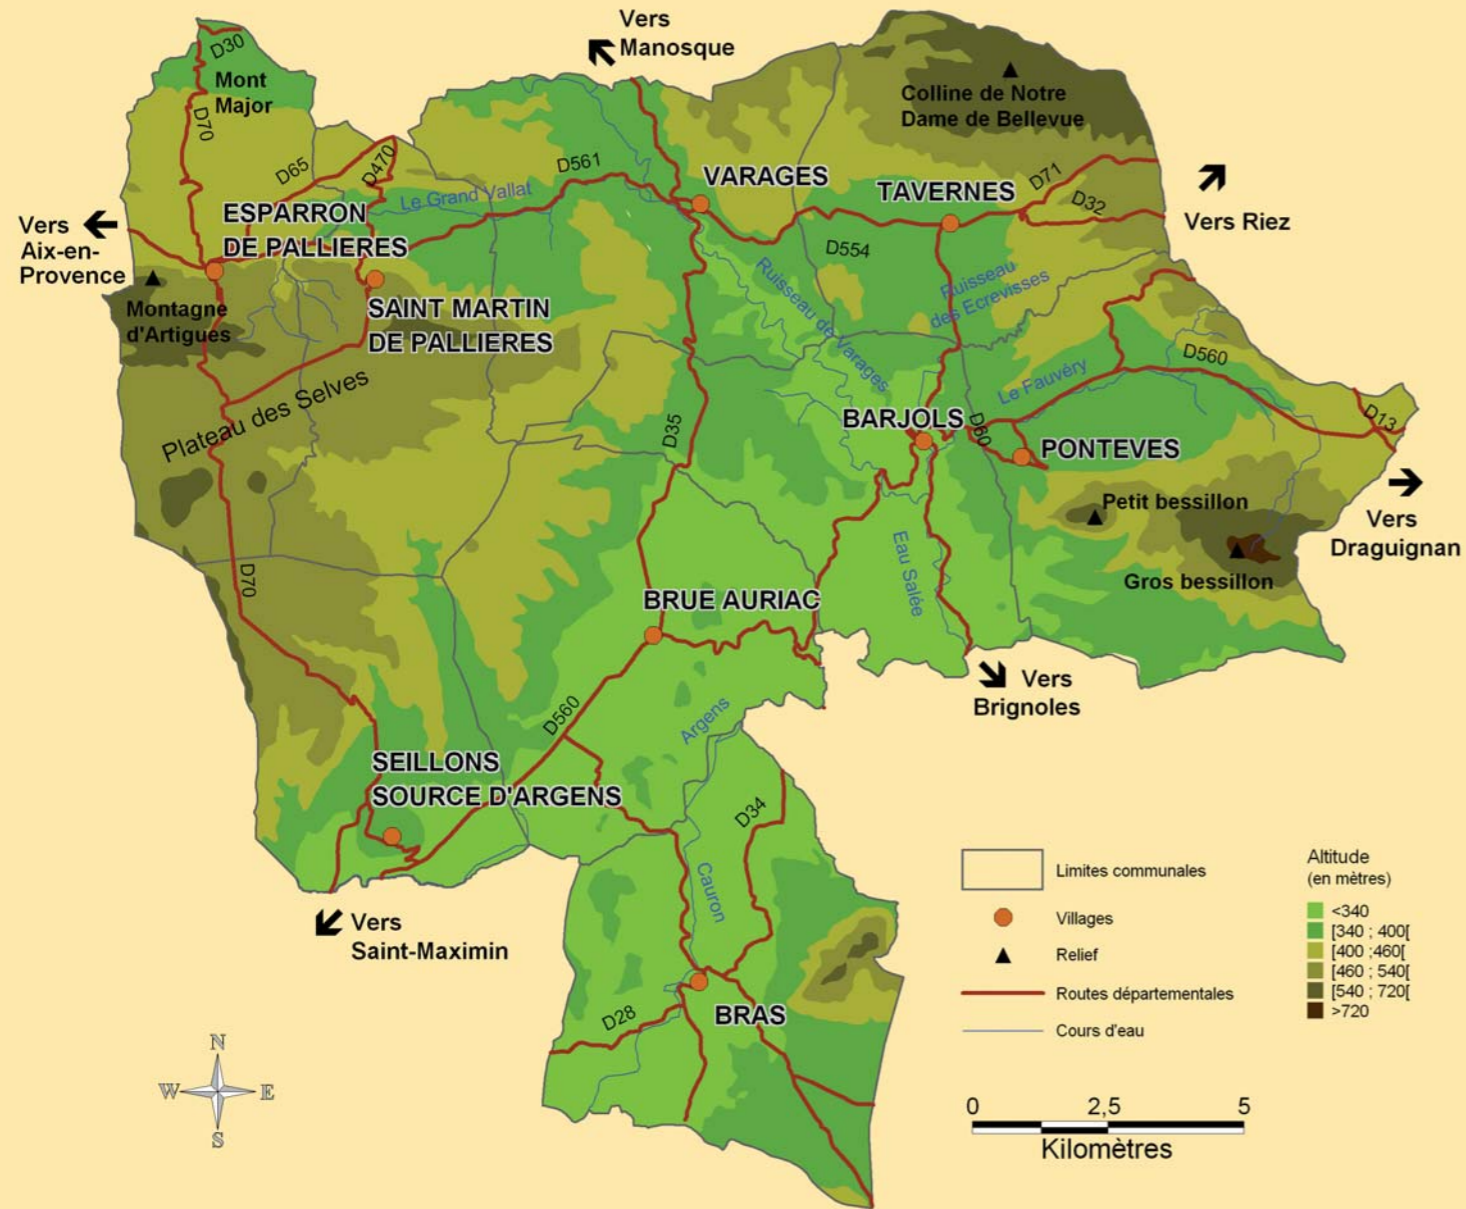 Vers
Manosque
D30
Mont
Major
D70
Colline de Notre
Dame de Bellevue
D65
D470
D561
Le Grand Vallat
VARAGES
TAVERNES
D71
D32
Vers Riez
Vers
Aix-en-
Provence
ESPARRON
DE PALLIERES
D554
Ruisseau de Varages
Ruisseau
des Ecrevisses
Montagne
d'Artigues
SAINT MARTIN
DE PALLIERES
Plateau des Selves
D560
Le Fauvéry
D13
D35
BARJOLS
D60
PONTEVES
Petit bessillon
Vers
Draguignan
D70
Eau Salée
Gros bessillon
BRUE AURIAC
Vers
Brignoles
Argens
D560
SEILLONS
SOURCE D'ARGENS
D34
Cauron
Vers
Saint-Maximin
D28
BRAS
Limites communales
Villages
Relief
Routes départementales
Cours d'eau
Altitude
(en mètres)
<340
[340 ; 400[
[400 ;460[
[460 ; 540[
[540 ; 720[
>720
N
W E
S
0 2,5 5
Kilomètres